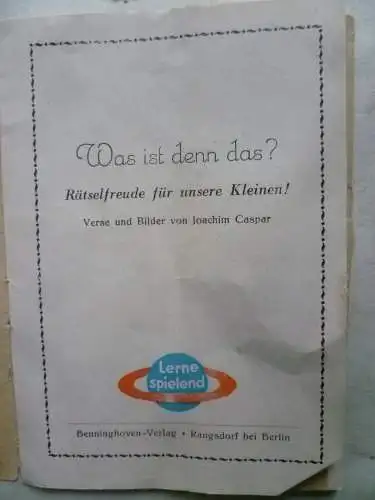 Was ist denn das?
Rätselfreude für unsere Kleinen!
Verse und Bilder von Joachim Caspar
Lerne
spielend
Benninghoven-Verlag • Rangsdorf bei Berlin